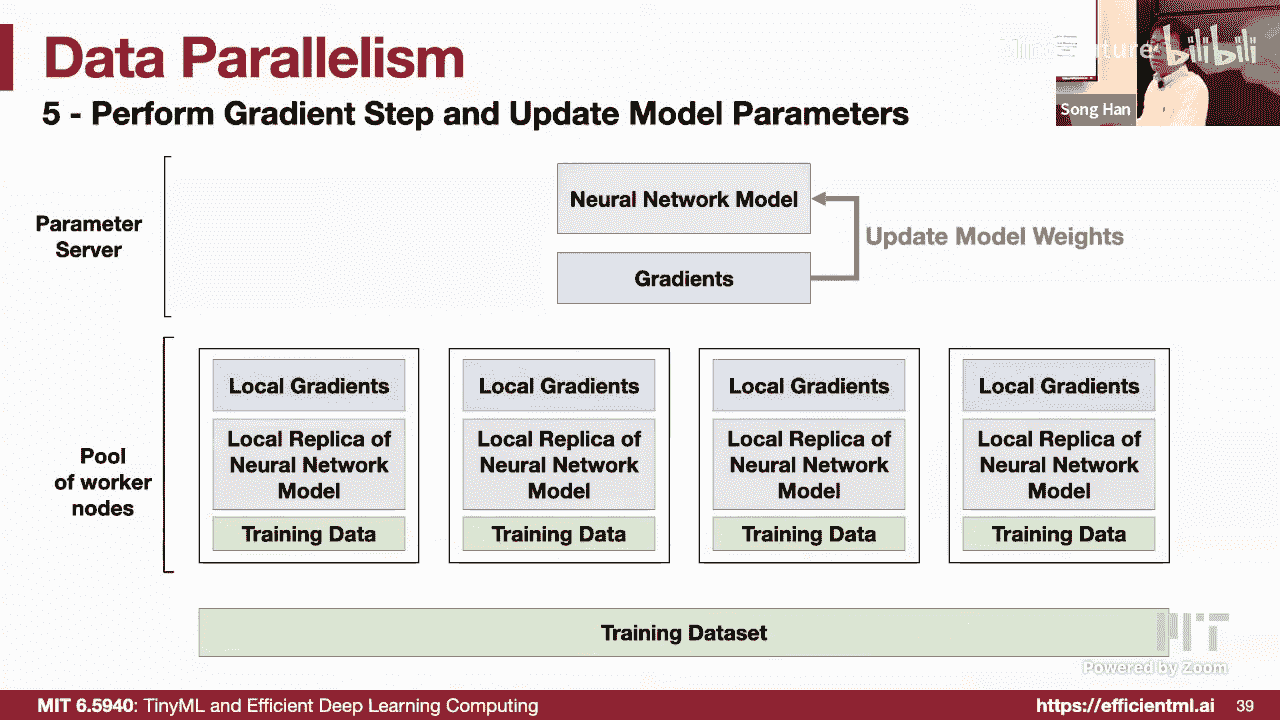 Data Parallelism
5 - Perform Gradient Step and Update Model Parameters
bilibili
Song Han
Parameter
Server
Neural Network Model
Gradients
Update Model Weights
Pool
of worker
nodes
Local Gradients
Local Replica of
Neural Network
Model
Training Data
Local Gradients
Local Replica of
Neural Network
Model
Training Data
Local Gradients
Local Replica of
Neural Network
Model
Training Data
Local Gradients
Local Replica of
Neural Network
Model
Training Data
Training Dataset
MIT
Powered by Zoom
MIT 6.5940: TinyML and Efficient Deep Learning Computing
https://efficientml.ai
39